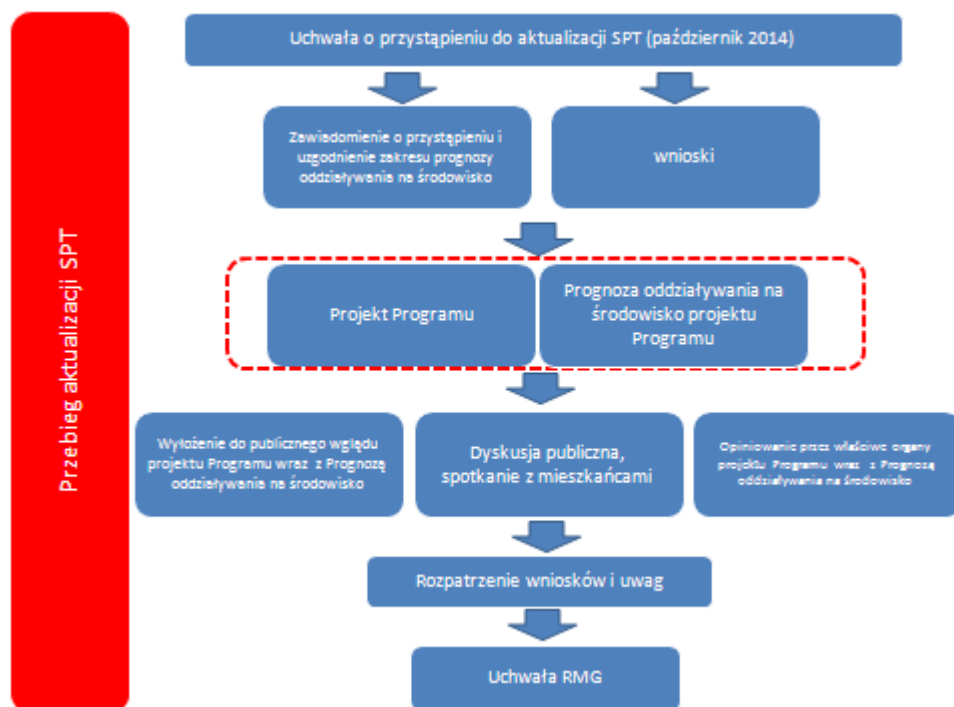 Przebieg aktualizacji SPT
Uchwała o przystąpieniu do aktualizacji SPT (październik 2014)
Zawiadomienie o przystąpieniu i
uzgodnienie zakresu prognozy
oddziaływania na środowisko
wnioski
Projekt Programu
Prognoza oddziaływania na
środowisko projektu
Programu
Wyłożenie do publicznego wglądu
projektu Programu wraz z Prognozą
oddziaływania na środowisko
Dyskusja publiczna,
spotkanie z mieszkańcami
Opiniowanie przez właściwe organy
projektu Programu wraz z Prognozą
oddziaływania na środowisko
Rozpatrzenie wniosków i uwag
Uchwała RMG